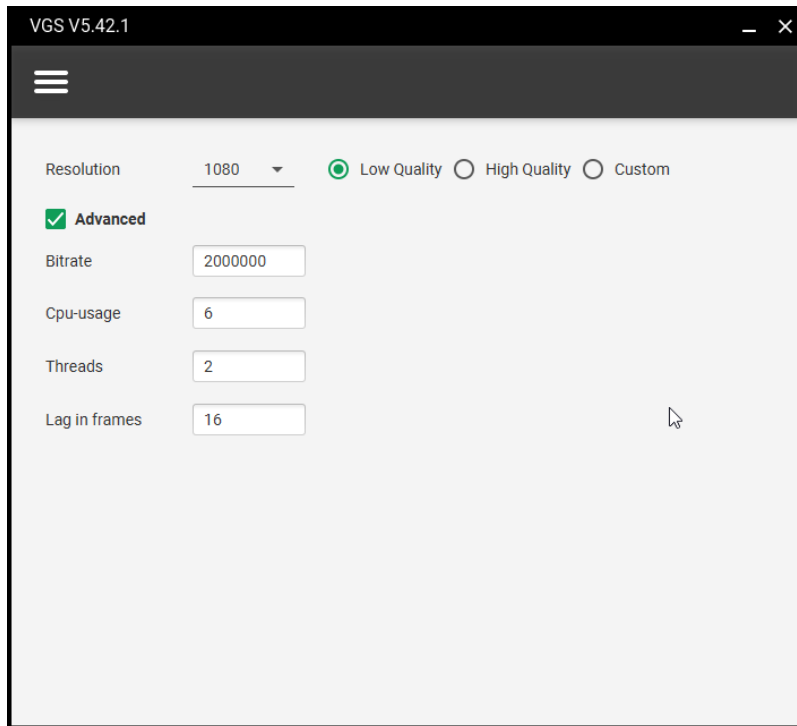 VGS V5.42.1
Resolution 1080 Low Quality High Quality Custom
Advanced
Bitrate 2000000
Cpu-usage 6
Threads 2
Lag in frames 16